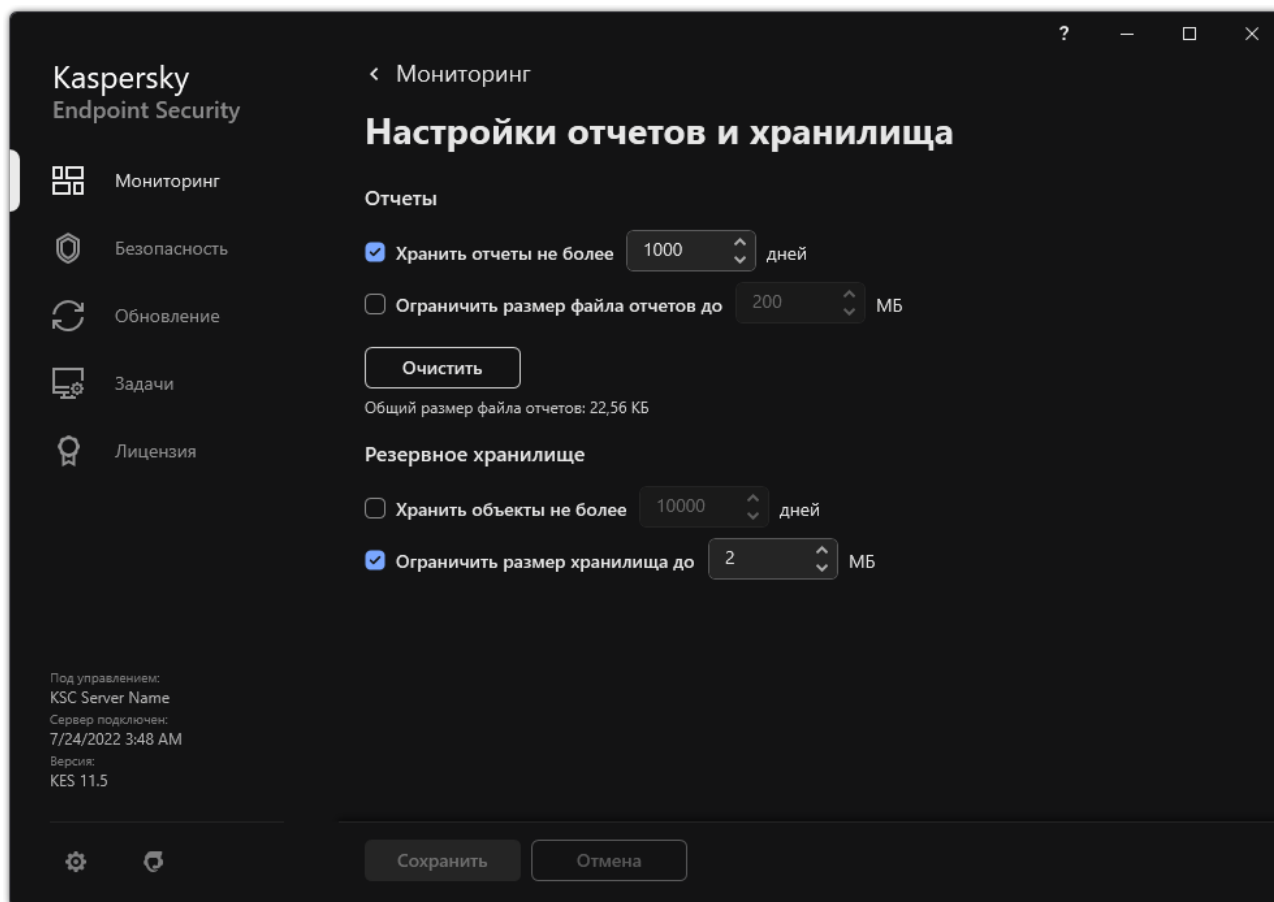 ?
Kaspersky
Endpoint Security
Мониторинг
Безопасность
Обновление
Задачи
Лицензия
Под управлением:
KSC Server Name
Сервер подключен:
7/24/2022 3:48 AM
Версия:
KES 11.5
Мониторинг
Настройки отчетов и хранилища
Отчеты
Хранить отчеты не более 1000 дней
Ограничить размер файла отчетов до 200 МБ
Очистить
Общий размер файла отчетов: 22,56 КБ
Резервное хранилище
Хранить объекты не более 10000 дней
Ограничить размер хранилища до 2 МБ
Сохранить Отмена